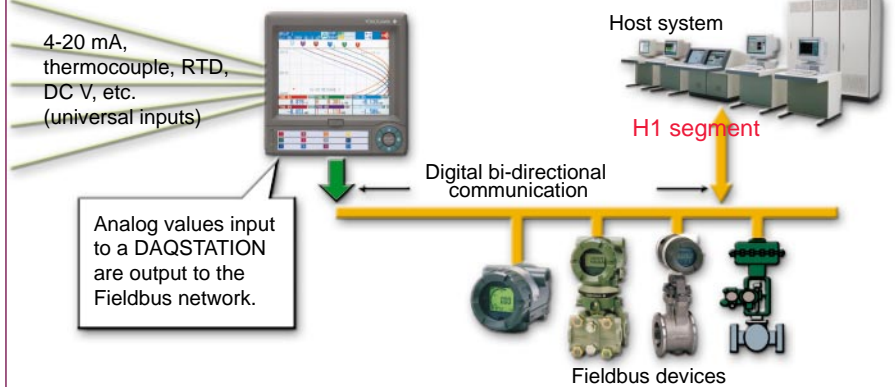 YOKOGAWA
4-20 mA,
thermocouple, RTD,
DC V, etc.
(universal inputs)
Host system
H1 segment
Digital bi-directional
communication
Analog values input
to a DAQSTATION
are output to the
Fieldbus network.
Fieldbus devices